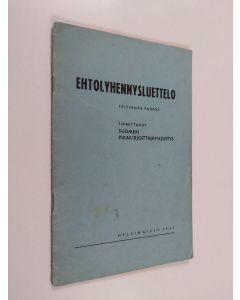 EHTOLYHENNYSLUETTELO
TOIMITTANUT
SUOMEN
PIKAKIRJOITTAJAYHDISTYS